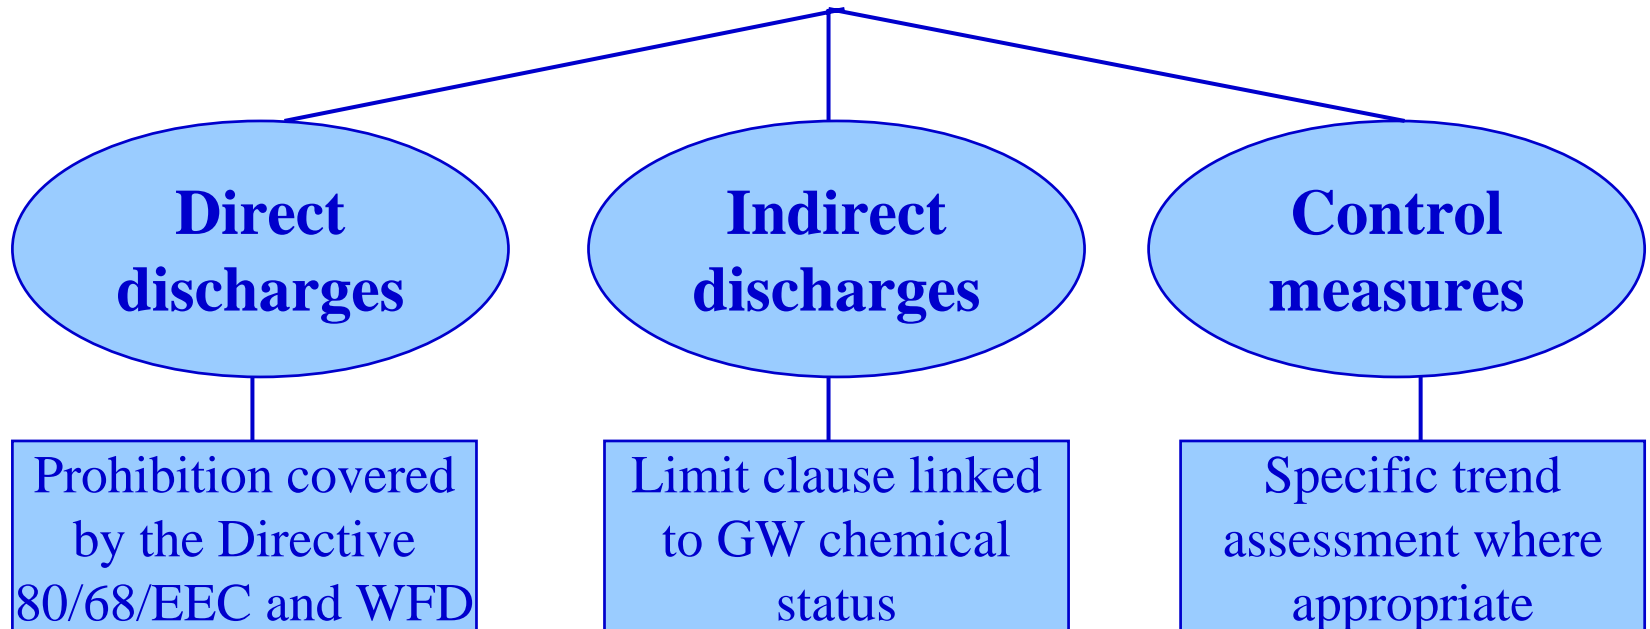 Direct
discharges
Indirect
discharges
Control
measures
Prohibition covered
by the Directive
80/68/EEC and WFD
Limit clause linked
to GW chemical
status
Specific trend
assessment where
appropriate